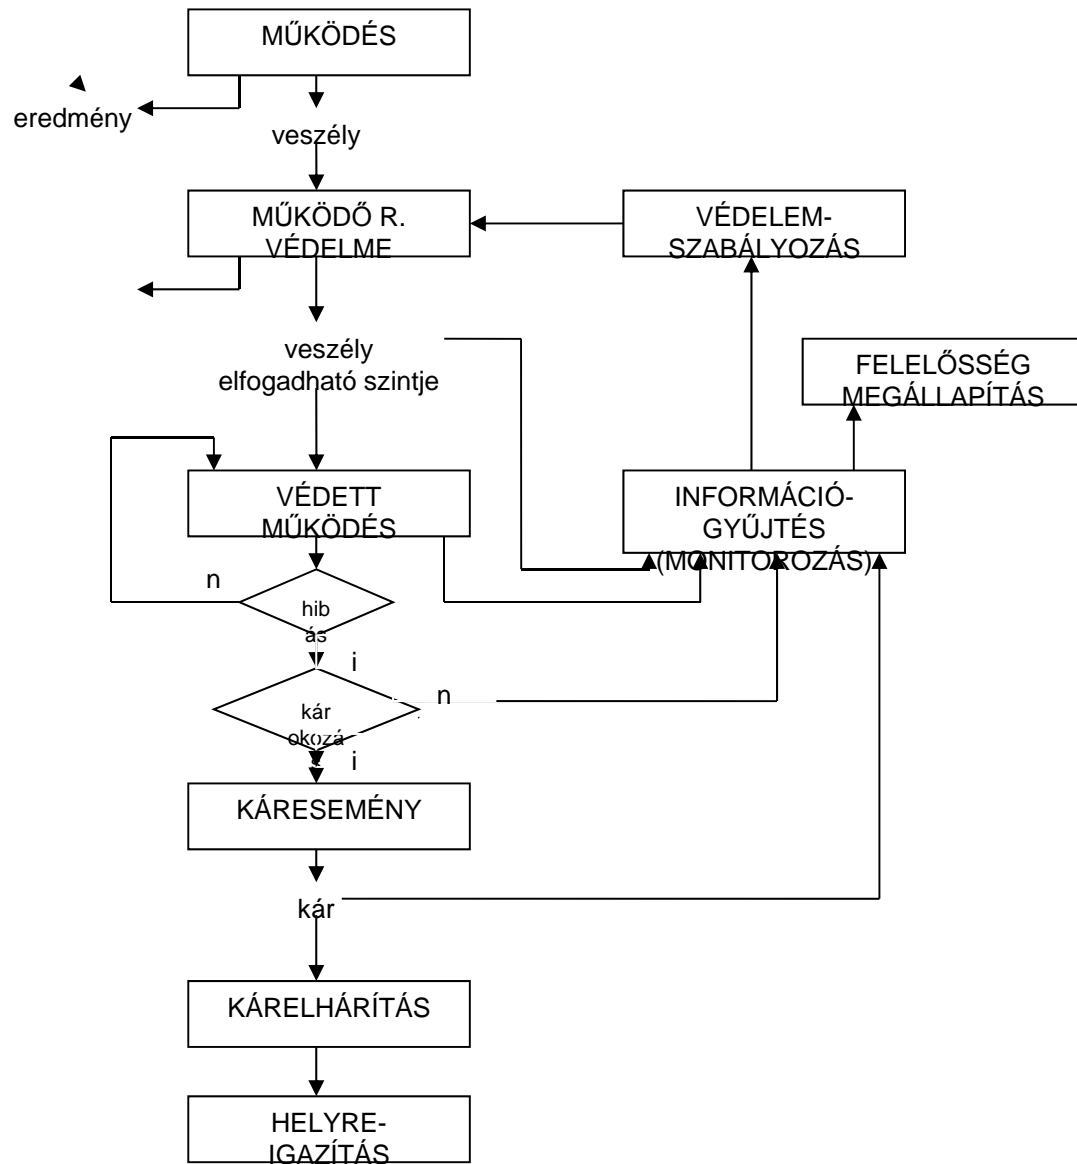 MŰKÖDÉS
eredmény
veszély
MŰKÖDŐ R.
VÉDELME
VÉDELEM-
SZABÁLYOZÁS
veszély
elfogadható szintje
FELELŐSSÉG
MEGÁLLAPÍTÁS
VÉDETT
MŰKÖDÉS
INFORMÁCIÓ-
GYŰJTÉS
(MONITOROZÁS)
n
hib
ás
i
n
kár
okozá
s
i
KÁRESEMÉNY
kár
KÁRELHÁRÍTÁS
HELYRE-
IGAZÍTÁS